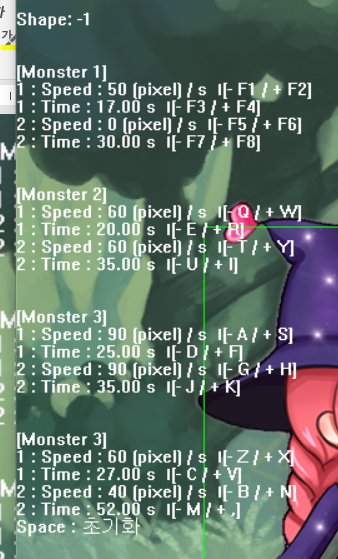 Shape: -1
[Monster 1]
1 : Speed : 50 (pixel) / s  I[- F1 / + F2]
1 : Time : 17.00 s  I[- F3 / + F4]
2 : Speed : 0 (pixel) / s  I[- F5 / + F6]
2 : Time : 30.00 s  I[- F7 / + F8]
[Monster 2]
1 : Speed : 60 (pixel) / s  I[- Q / + W]
1 : Time : 20.00 s  I[- E / + R]
2 : Speed : 60 (pixel) / s  I[- T / + Y]
2 : Time : 35.00 s  I[- U / + I]
[Monster 3]
1 : Speed : 90 (pixel) / s  I[- A / + S]
1 : Time : 25.00 s  I[- D / + F]
2 : Speed : 90 (pixel) / s  I[- G / + H]
2 : Time : 35.00 s  I[- J / + K]
[Monster 3]
1 : Speed : 60 (pixel) / s  I[- Z / + X]
1 : Time : 27.00 s  I[- C / + V]
2 : Speed : 40 (pixel) / s  I[- B / + N]
2 : Time : 52.00 s  I[- M / + ,]
Space : 초기화